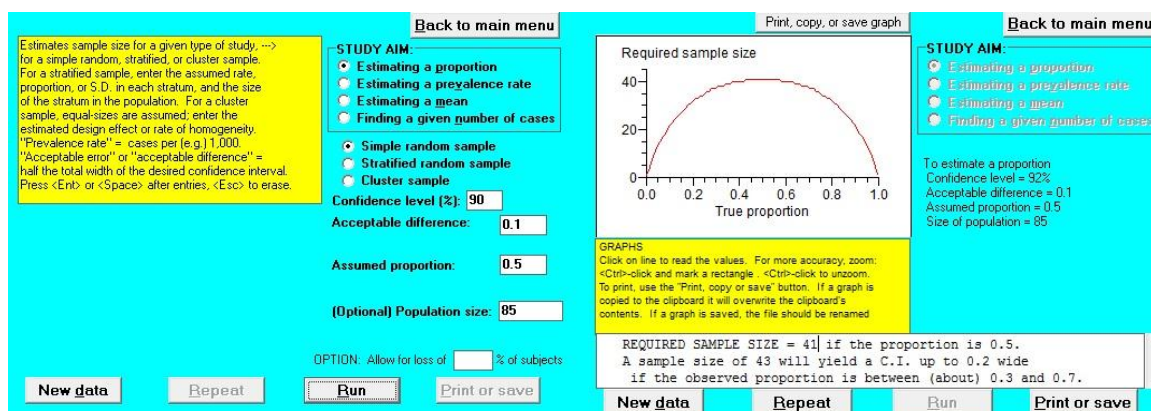 Back to main menu
Estimates sample size for a given type of study, --->
for a simple random, stratified, or cluster sample.
For a stratified sample, enter the assumed rate,
proportion, or S.D. in each stratum, and the size
of the stratum in the population. For a cluster
sample, equal-sizes are assumed; enter the
estimated design effect or rate of homogeneity.
"Prevalence rate" = cases per (e.g.) 1,000.
"Acceptable error" or "acceptable difference" =
half the total width of the desired confidence interval.
Press <Ent> or <Space> after entries, <Esc> to erase.
STUDY AIM:
Estimating a proportion
Estimating a prevalence rate
Estimating a mean
Finding a given number of cases
Simple random sample
Stratified random sample
Cluster sample
Confidence level (%): 90
Acceptable difference: 0.1
Assumed proportion: 0.5
(Optional) Population size: 85
OPTION: Allow for loss of % of subjects
New data Repeat Run Print or save
Print, copy, or save graph
Back to main menu
Required sample size
40
20
0
0.0 0.2 0.4 0.6 0.8 1.0
True proportion
STUDY AIM:
Estimating a proportion
Estimating a prevalence rate
Estimating a mean
Finding a given number of cases
To estimate a proportion
Confidence level = 92%
Acceptable difference = 0.1
Assumed proportion = 0.5
Size of population = 85
GRAPHS
Click on line to read the values. For more accuracy, zoom:
<Ctrl>-click and mark a rectangle . <Ctrl>-click to unzoom.
To print, use the "Print, copy or save" button. If a graph is
copied to the clipboard it will overwrite the clipboard's
contents. If a graph is saved, the file should be renamed
REQUIRED SAMPLE SIZE = 41 if the proportion is 0.5.
A sample size of 43 will yield a C.I. up to 0.2 wide
if the observed proportion is between (about) 0.3 and 0.7.
New data Repeat Run Print or save